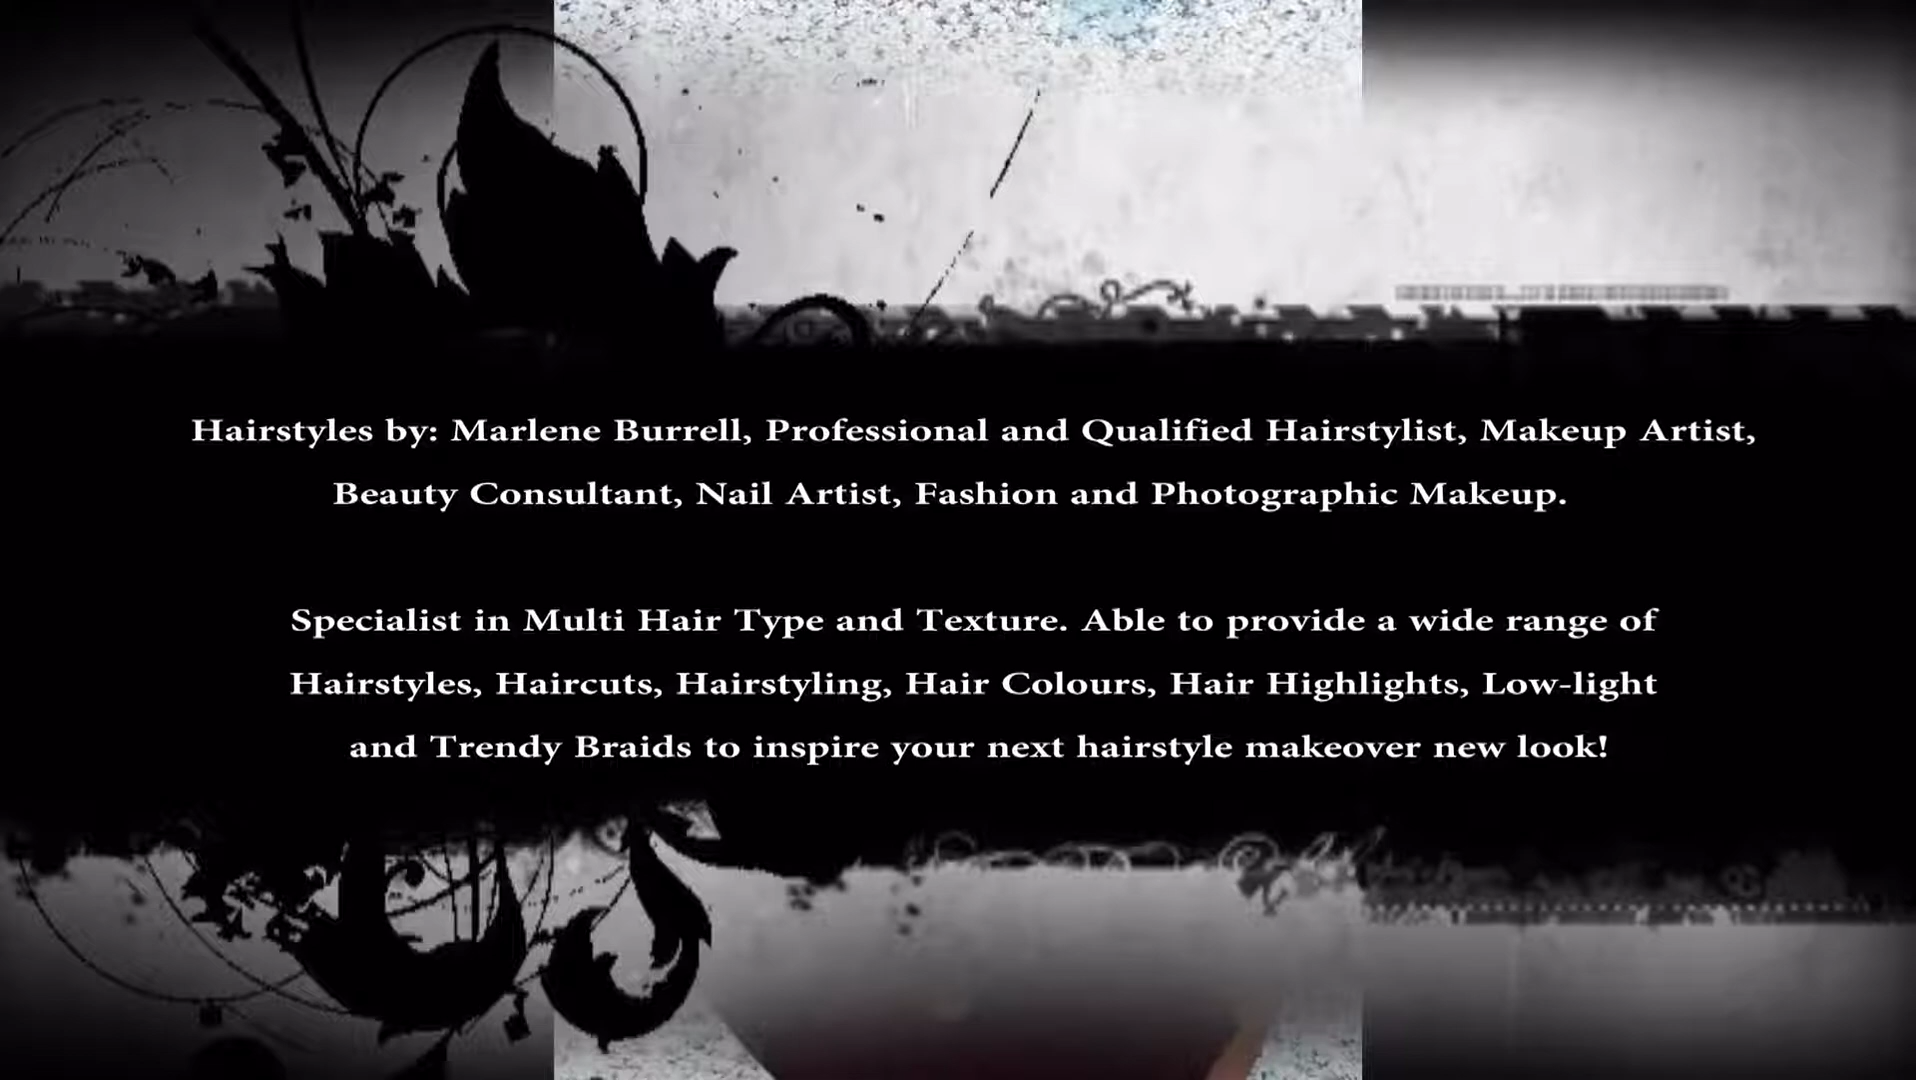 Hairstyles by: Marlene Burrell, Professional and Qualified Hairstylist, Makeup Artist,
Beauty Consultant, Nail Artist, Fashion and Photographic Makeup.
Specialist in Multi Hair Type and Texture. Able to provide a wide range of
Hairstyles, Haircuts, Hairstyling, Hair Colours, Hair Highlights, Low-light
and Trendy Braids to inspire your next hairstyle makeover new look!